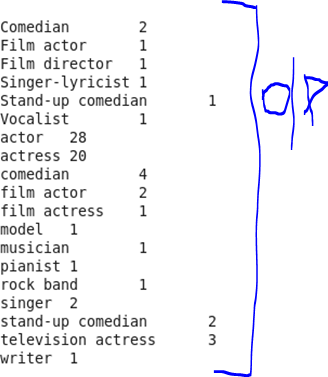 Comedian 2
Film actor 1
Film director 1
Singer-lyricist 1
Stand-up comedian 1
Vocalist 1
actor 28
actress 20
comedian 4
film actor 2
film actress 1
model 1
musician 1
pianist 1
rock band 1
singer 2
stand-up comedian 2
television actress 3
writer 1
O|P